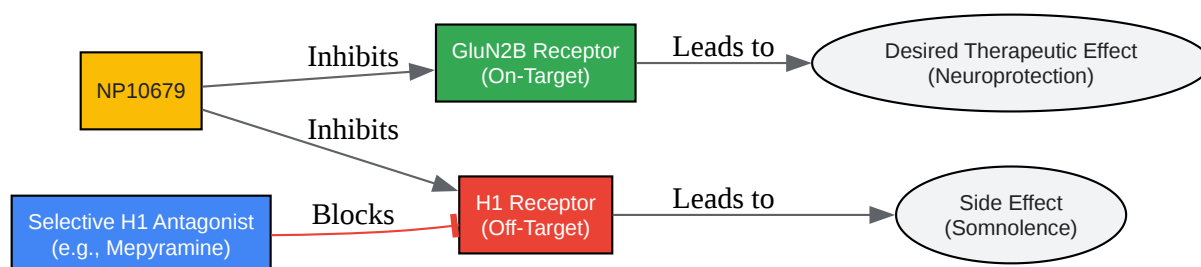 NP10679
Inhibits
GluN2B Receptor
(On-Target)
Leads to
Desired Therapeutic Effect
(Neuroprotection)
Inhibits
Selective H1 Antagonist
(e.g., Mepyramine)
Blocks
H1 Receptor
(Off-Target)
Leads to
Side Effect
(Somnolence)